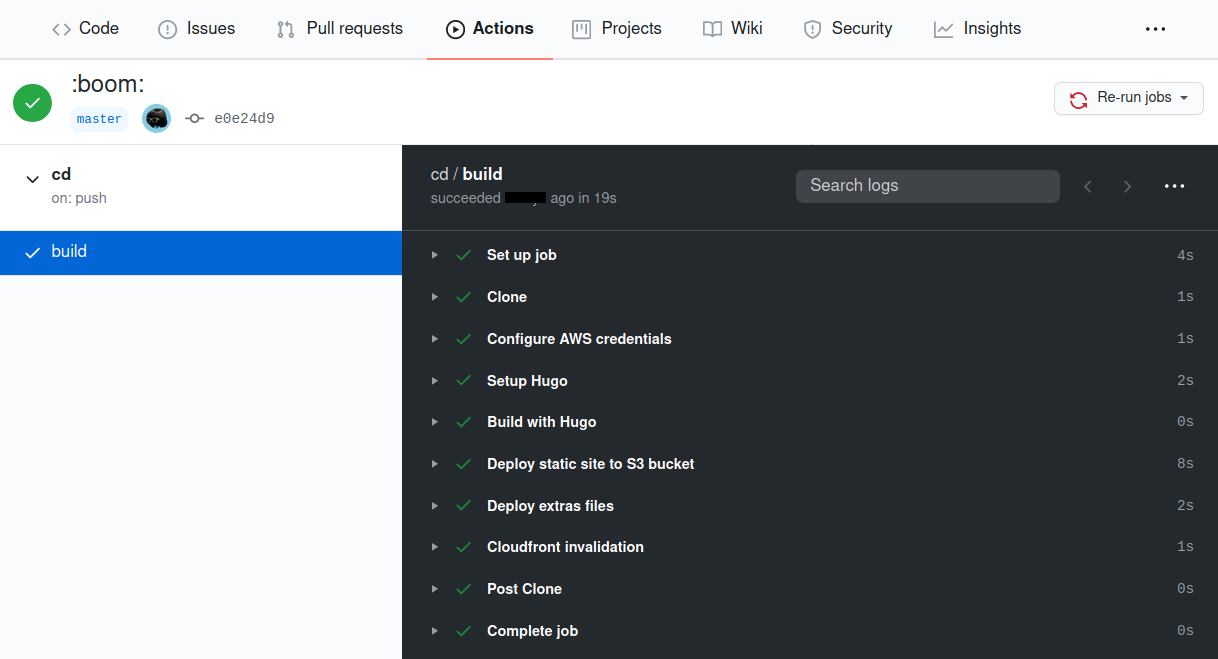 Code Issues Pull requests Actions Projects Wiki Security Insights
:boom:
master e0e24d9
Re-run jobs
cd
on: push
build
cd / build
succeeded ago in 19s
Search logs
Set up job 4s
Clone 1s
Configure AWS credentials 1s
Setup Hugo 2s
Build with Hugo 0s
Deploy static site to S3 bucket 8s
Deploy extras files 2s
Cloudfront invalidation 1s
Post Clone 0s
Complete job 0s